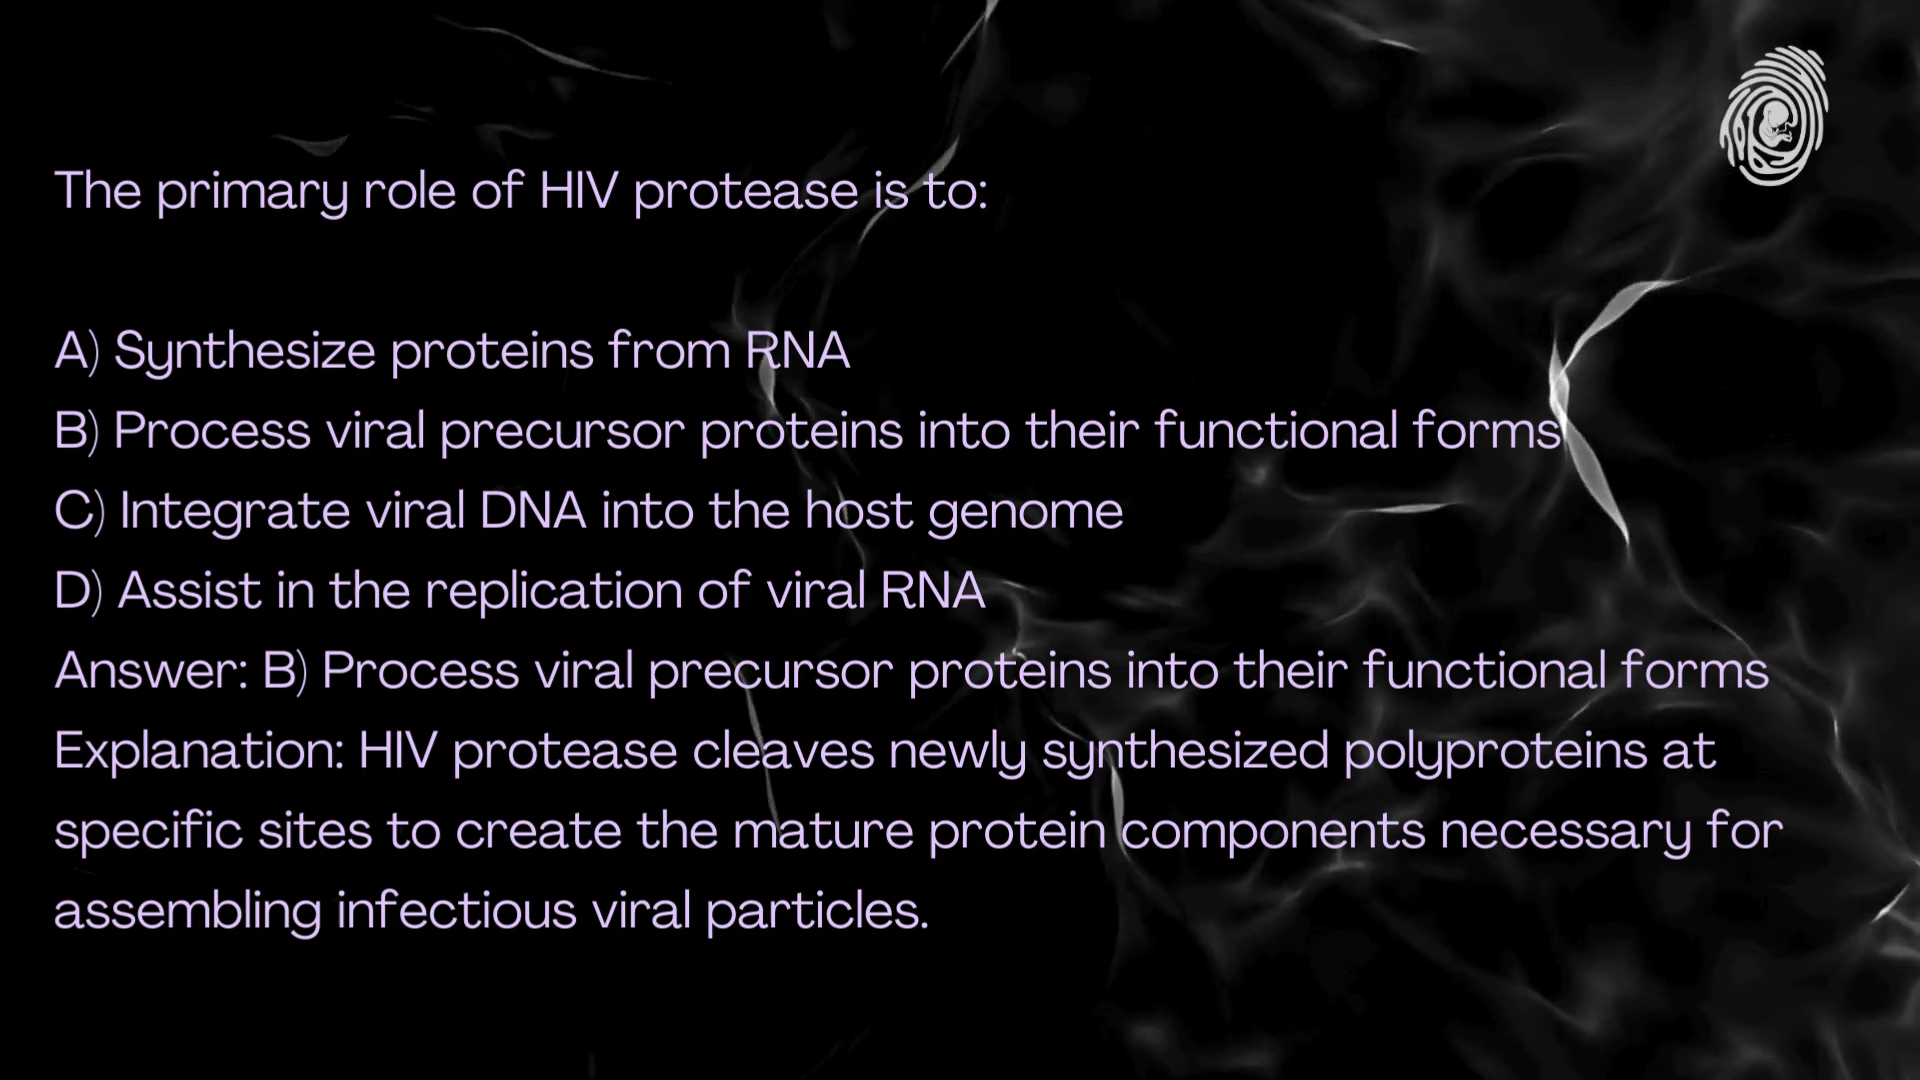 The primary role of HIV protease is to:
A) Synthesize proteins from RNA
B) Process viral precursor proteins into their functional forms
C) Integrate viral DNA into the host genome
D) Assist in the replication of viral RNA
Answer: B) Process viral precursor proteins into their functional forms
Explanation: HIV protease cleaves newly synthesized polyproteins at
specific sites to create the mature protein components necessary for
assembling infectious viral particles.